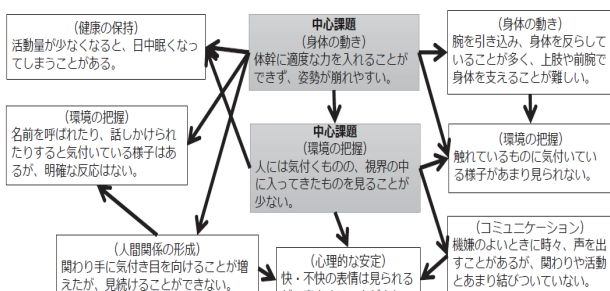 （健康の保持）
活動量が少なくなると、日中眠くなっ
てしまうことがある。
中心課題
（身体の動き）
体幹に適度な力を入れることが
できず、姿勢が崩れやすい。
（身体の動き）
腕を引き込み、身体を反らして
いることが多く、上肢や前腕で
身体を支えることが難しい。
（環境の把握）
名前を呼ばれたり、話しかけられ
たりすると気付いている様子はあ
るが、明確な反応はない。
中心課題
（環境の把握）
人には気付くものの、視界の中
に入ってきたものを見ることが
少ない。
（環境の把握）
触れているものに気付いてい
る様子があまり見られない。
（人間関係の形成）
関わり手に気付き目を向けることが増
えたが、見続けることができない。
（心理的な安定）
快・不快の表情は見られる
（コミュニケーション）
機嫌のよいときに時々、声を出
すことがあるが、関わりや活動
とあまり結びついていない。